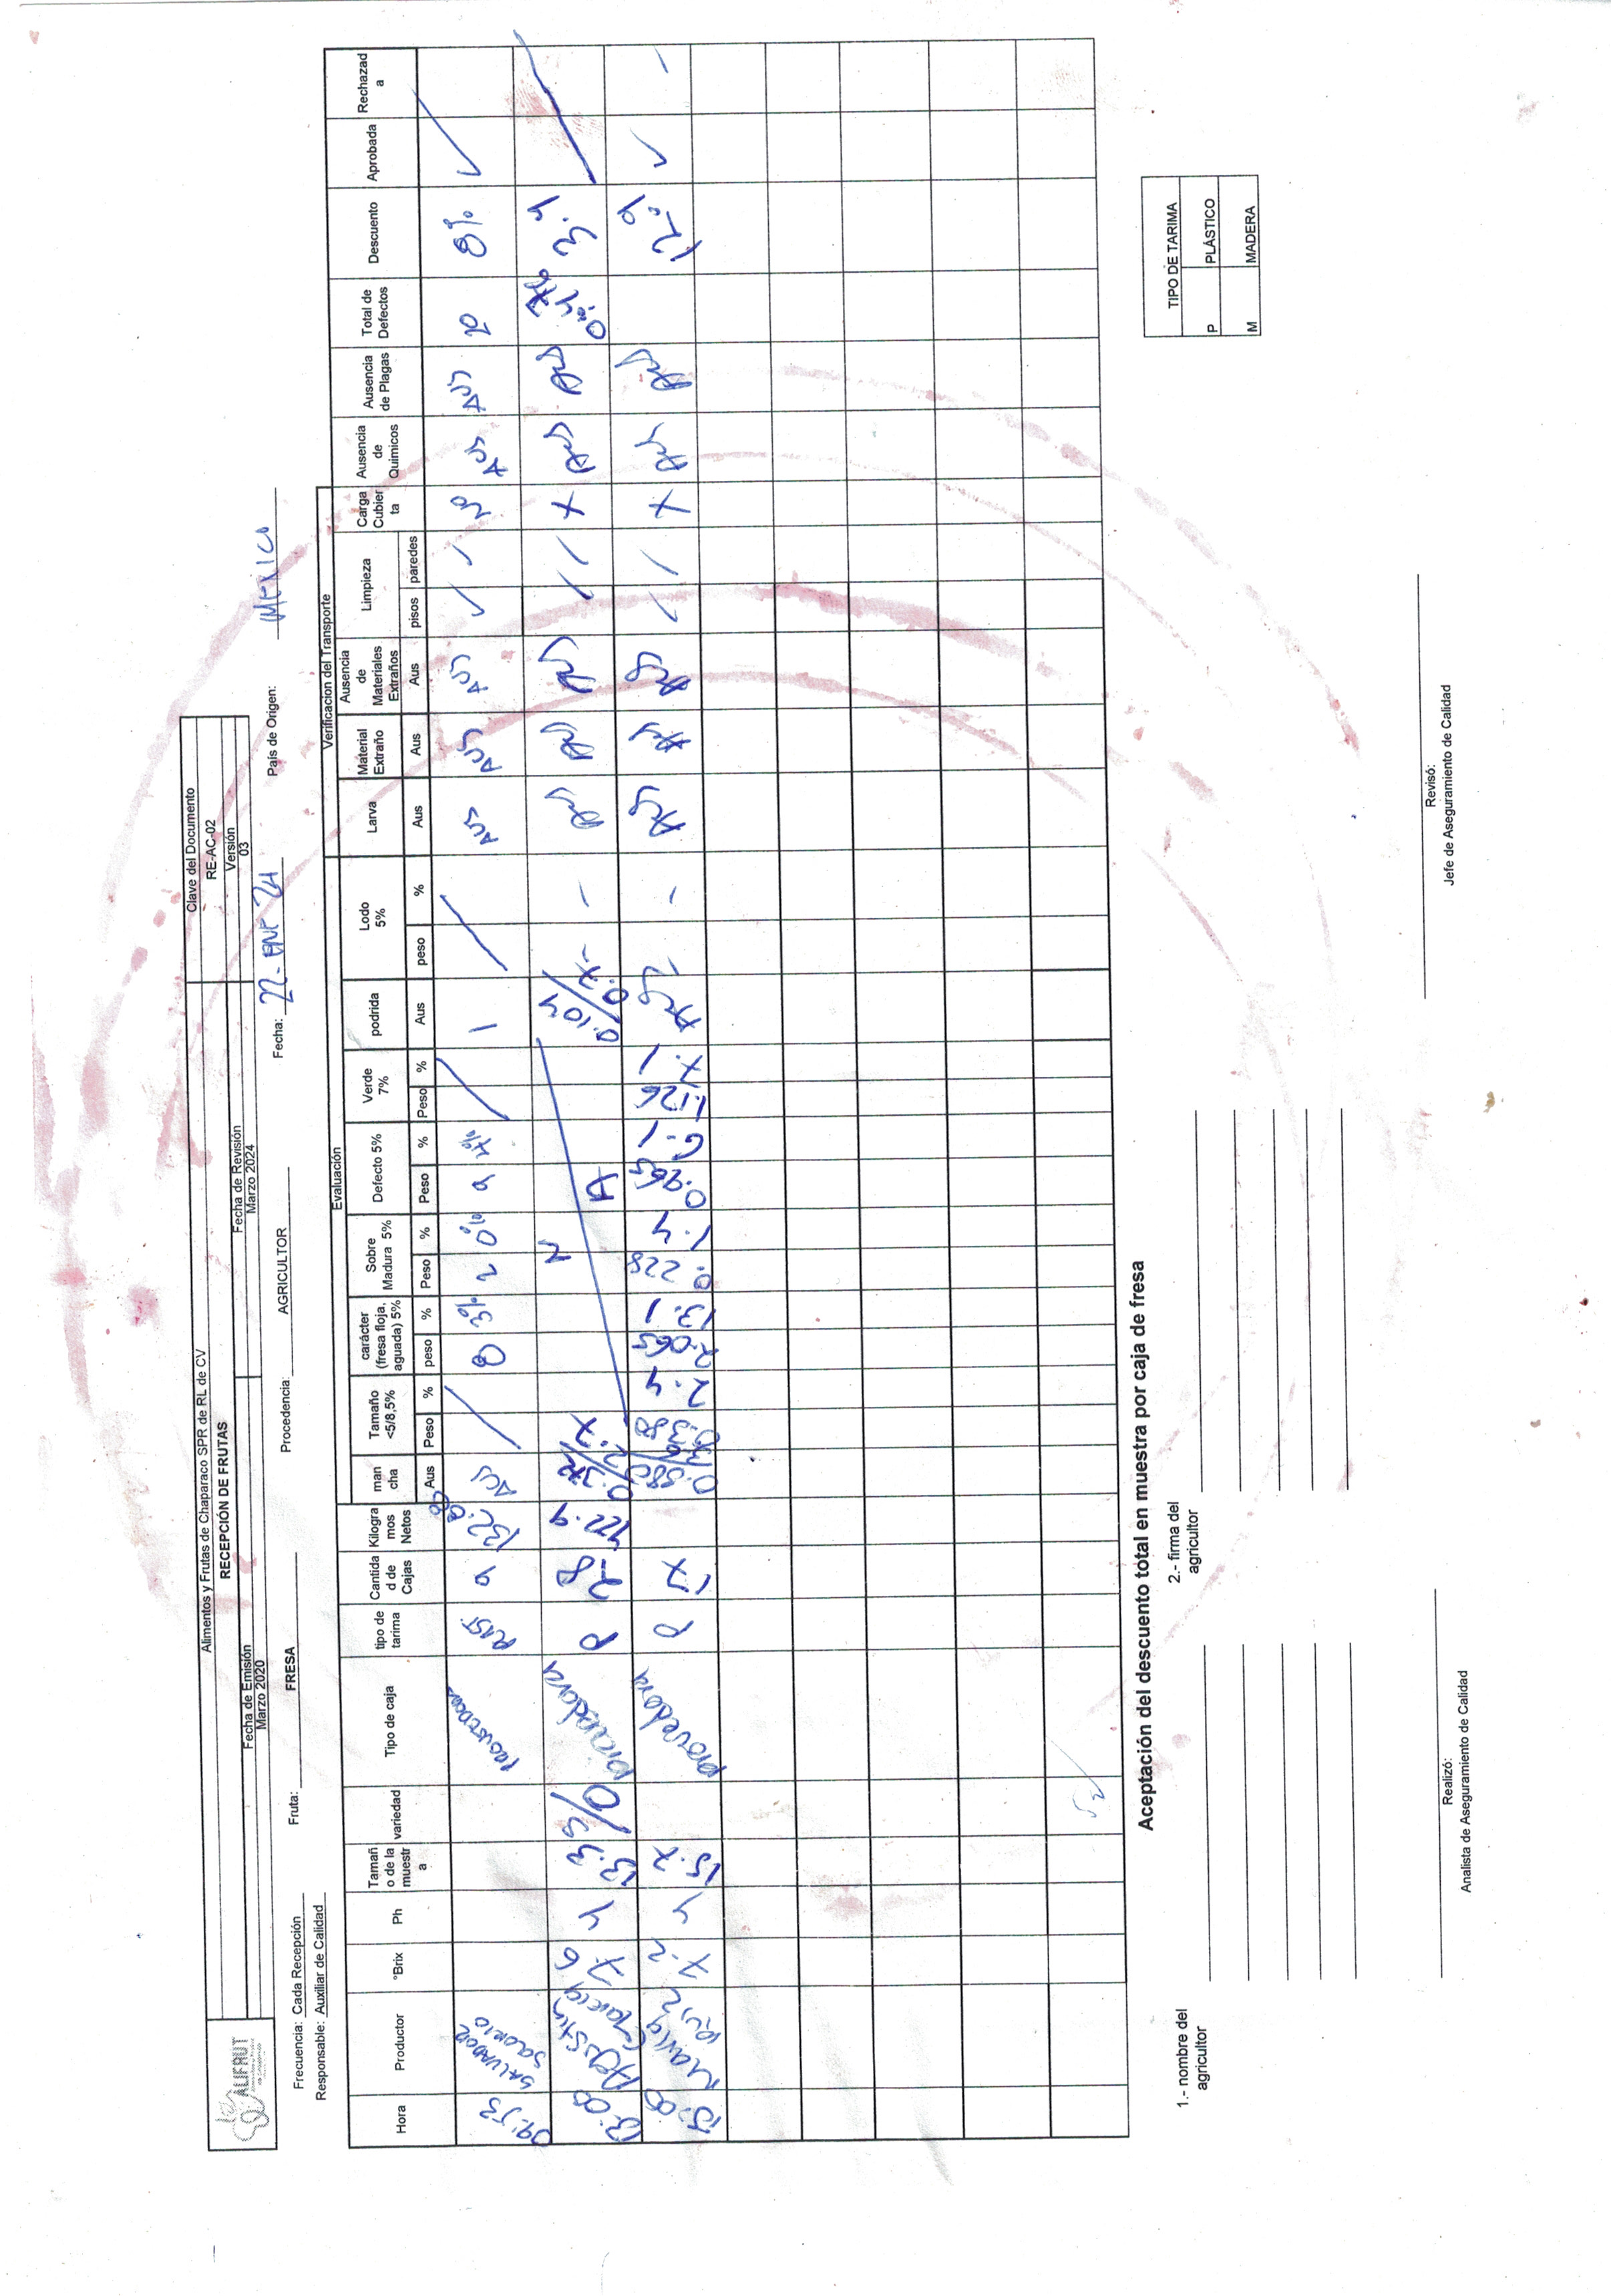 Alimentos y Frutas de Chaparaco SPR de RL de CV
RECEPCIÓN DE FRUTAS
Fecha de Emisión Fecha de Revisión
Marzo 2020 Marzo 2024
Clave del Documento
RE-AC-02
Versión
03
ALIFRUT
Frecuencia: Cada Recepción Fruta: FRESA Procedencia: AGRICULTOR Fecha: 22- ENE 24 País de Origen: MEXICO
Responsable: Auxiliar de Calidad
Evaluación Verificacion del Transporte
Hora Productor °Brix Ph Tamaño de la muestra variedad Tipo de caja tipo de tarima Cantidad de Cajas Kilogramos Netos mancha Tamaño <5/8,5% carácter (fresa floja, aguada) 5% Sobre Madura 5% Defecto 5% Verde 7% podrida Lodo 5% Larva Material Extraño Ausencia de Materiales Extraños Limpieza Carga Cubierta Ausencia de Quimicos Ausencia de Plagas Total de Defectos Descuento Aprobada Rechazada
Aus Peso % peso % Peso % Peso % Peso % Aus peso % Aus Aus Aus pisos paredes
09:53 SALVADOR SOLORIO PLAST. 9 132.88 AUS 8 3% 2 0% 9 4% 1 AUS AUS AUS ✓ ✓ NO AUS AUS 20 8% ✓
13:00 Agustin Garcia 7.6 4 13.3 S/O P 28 422.9 0.372/2.7 N A 0.104/0.7 - - Aus Aus Aus X Aus Aus 0.476 3.4
15:00 Maria 7.2 4 15.7 Provedora P 17 0.380 2.4 2.065 13.1 0.228 1.4 0.965 6.1 1.126 7.1 Aus - - Aus Aus Aus X Aus Aus 12.9 ✓ -
Aceptación del descuento total en muestra por caja de fresa
1.- nombre del agricultor
2.- firma del agricultor
TIPO DE TARIMA
P PLÁSTICO
M MADERA
Realizó:
Analista de Aseguramiento de Calidad
Revisó:
Jefe de Aseguramiento de Calidad